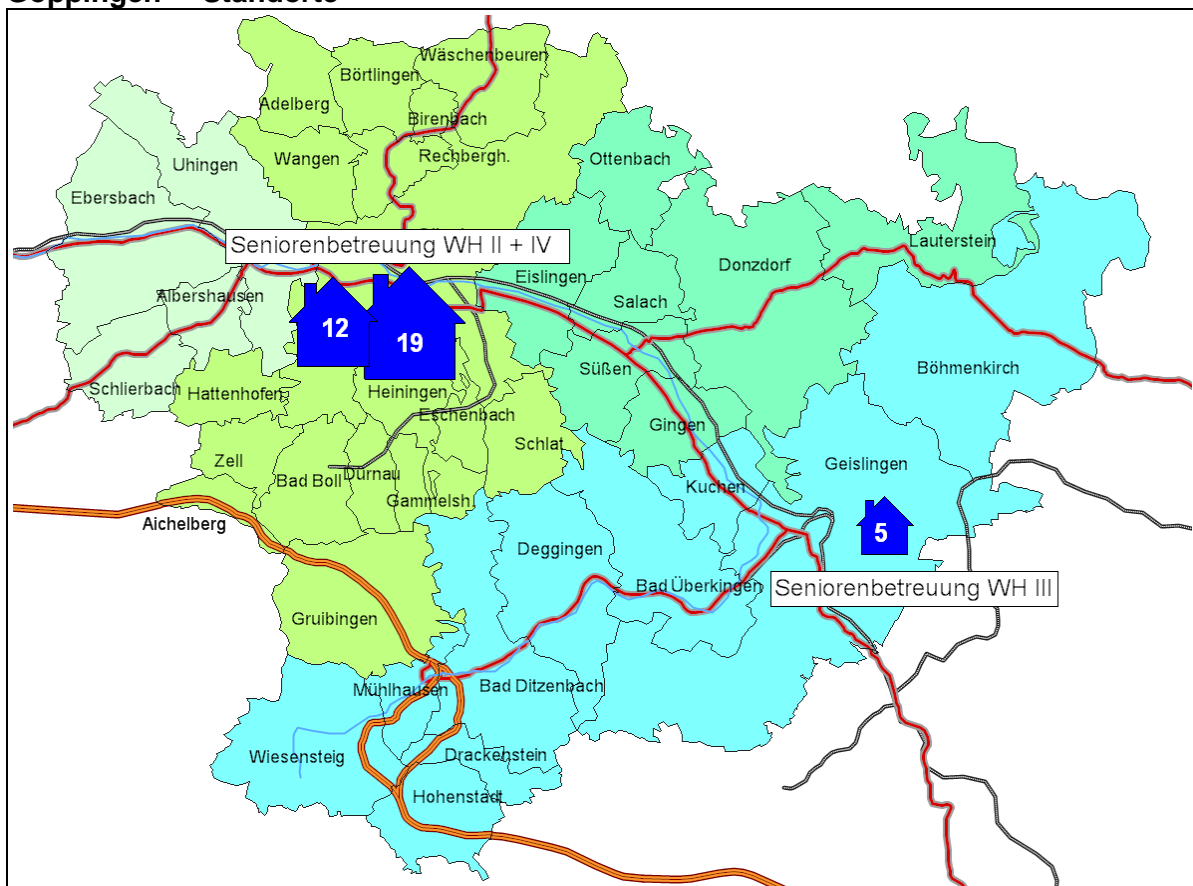 Wäschenbeuren
Börtlingen
Adelberg
Birenbach
Rechbergh.
Wangen
Ottenbach
Uhingen
Ebersbach
Lauterstein
Seniorenbetreuung WH II + IV
Donzdorf
Eislingen
Albershausen
Salach
12
19
Süßen
Böhmenkirch
Schlierbach
Hattenhofen
Heiningen
Eschenbach
Gingen
Schlat
Zell
Geislingen
Bad Boll
Dürnau
Gammelsh.
Kuchen
Aichelberg
5
Deggingen
Bad Überkingen
Seniorenbetreuung WH III
Gruibingen
Mühlhausen
Bad Ditzenbach
Wiesensteig
Drackenstein
Hohenstadt